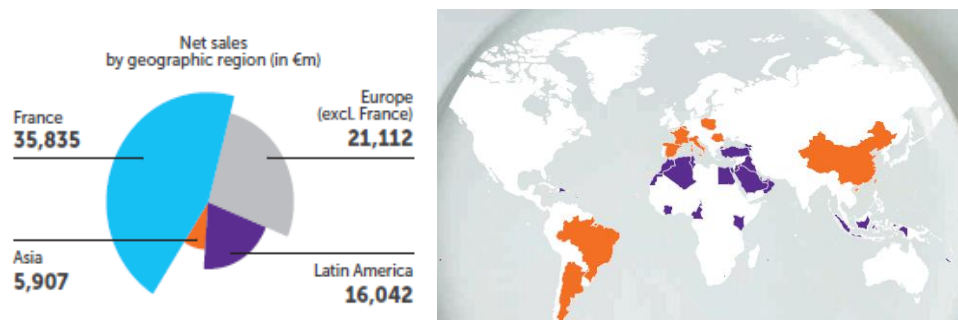 Net sales
by geographic region (in €m)
France
35,835
Europe
(excl. France)
21,112
Asia
5,907
Latin America
16,042